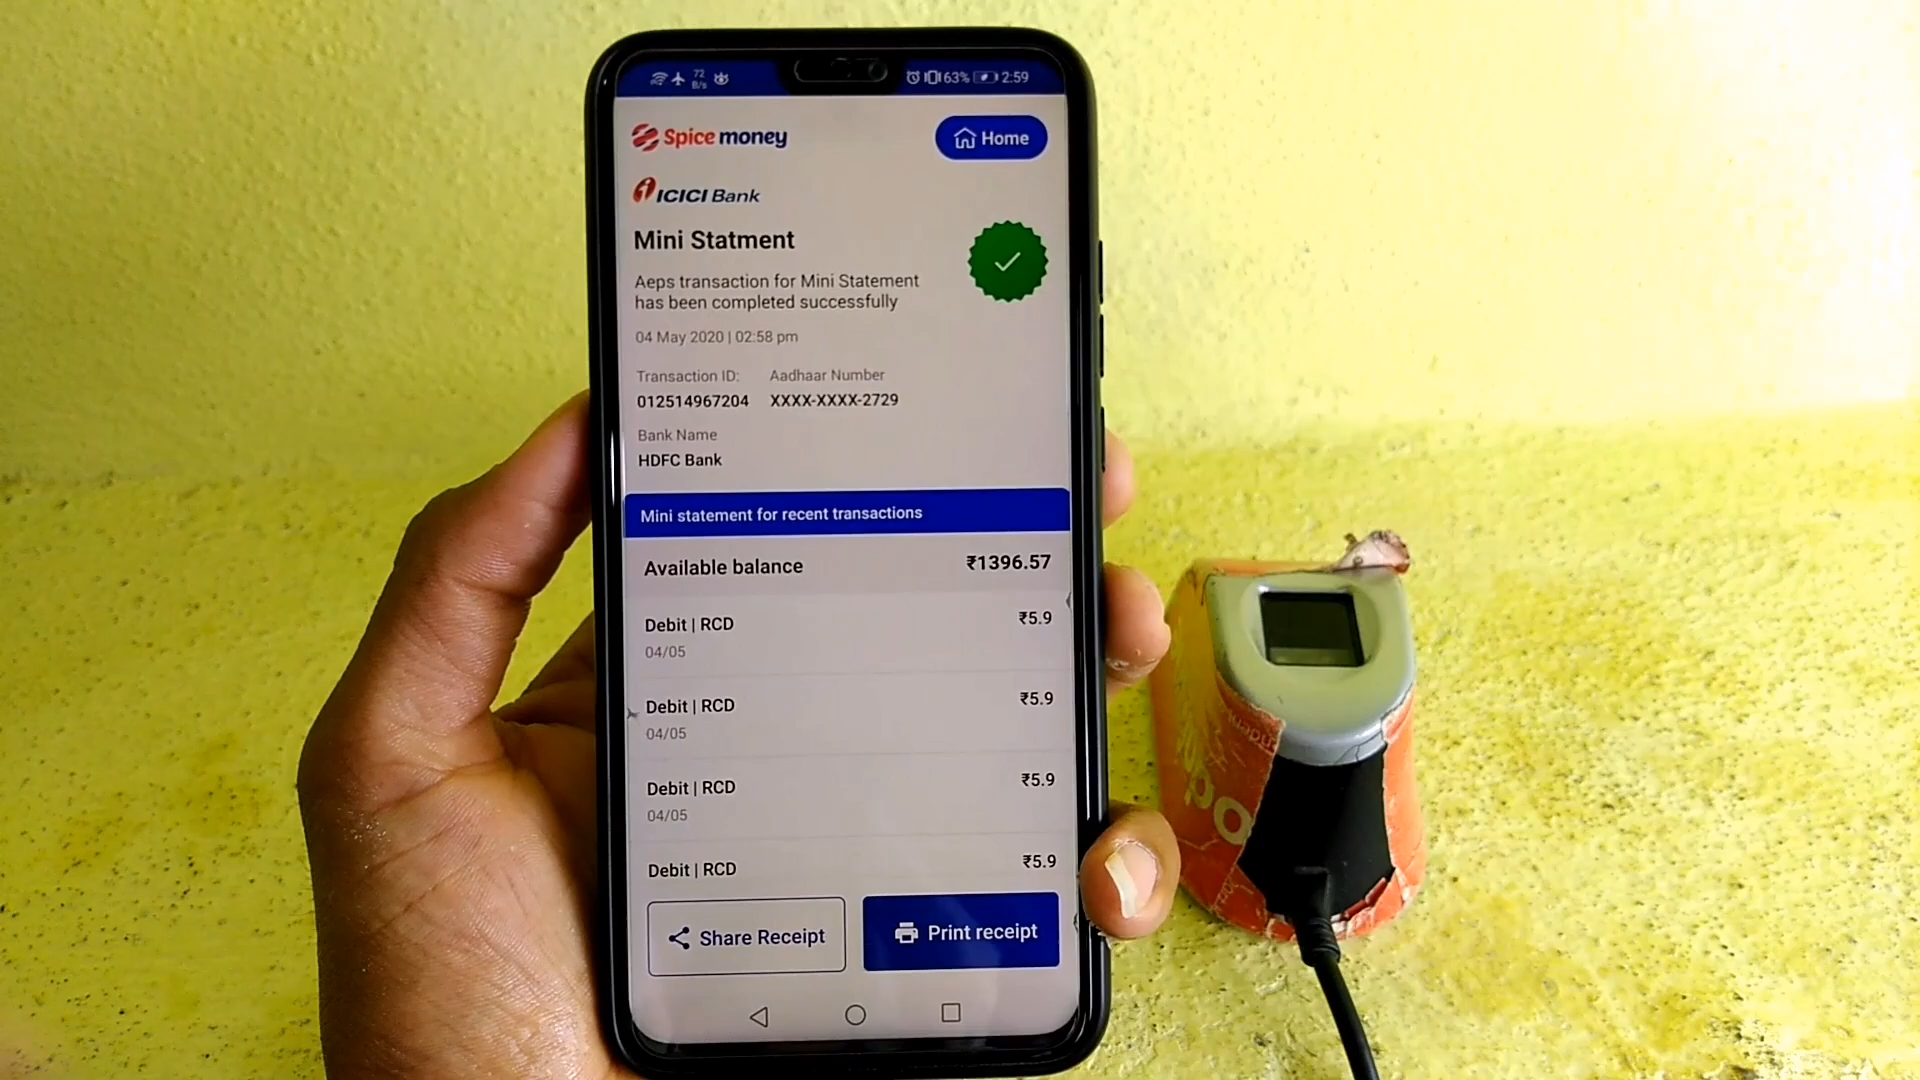 72
B/s
63%
2:59
Spice money
Home
ICICI Bank
Mini Statment
Aeps transaction for Mini Statement
has been completed successfully
04 May 2020 | 02:58 pm
Transaction ID: Aadhaar Number
012514967204 XXXX-XXXX-2729
Bank Name
HDFC Bank
Mini statement for recent transactions
Available balance ₹1396.57
Debit | RCD ₹5.9
04/05
Debit | RCD ₹5.9
04/05
Debit | RCD ₹5.9
04/05
Debit | RCD ₹5.9
Share Receipt
Print receipt